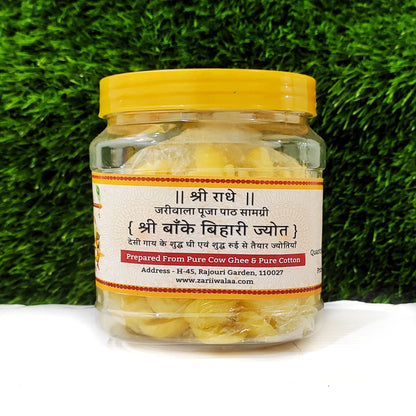 || श्री राधे ||
जरीवाला पूजा पाठ सामग्री
{ श्री बाँके बिहारी ज्योत }
देसी गाय के शुद्ध घी एवं शुद्ध रुई से तैयार ज्योतियाँ
Prepared From Pure Cow Ghee & Pure Cotton
Address - H-45, Rajouri Garden, 110027
www.zariiwalaa.com